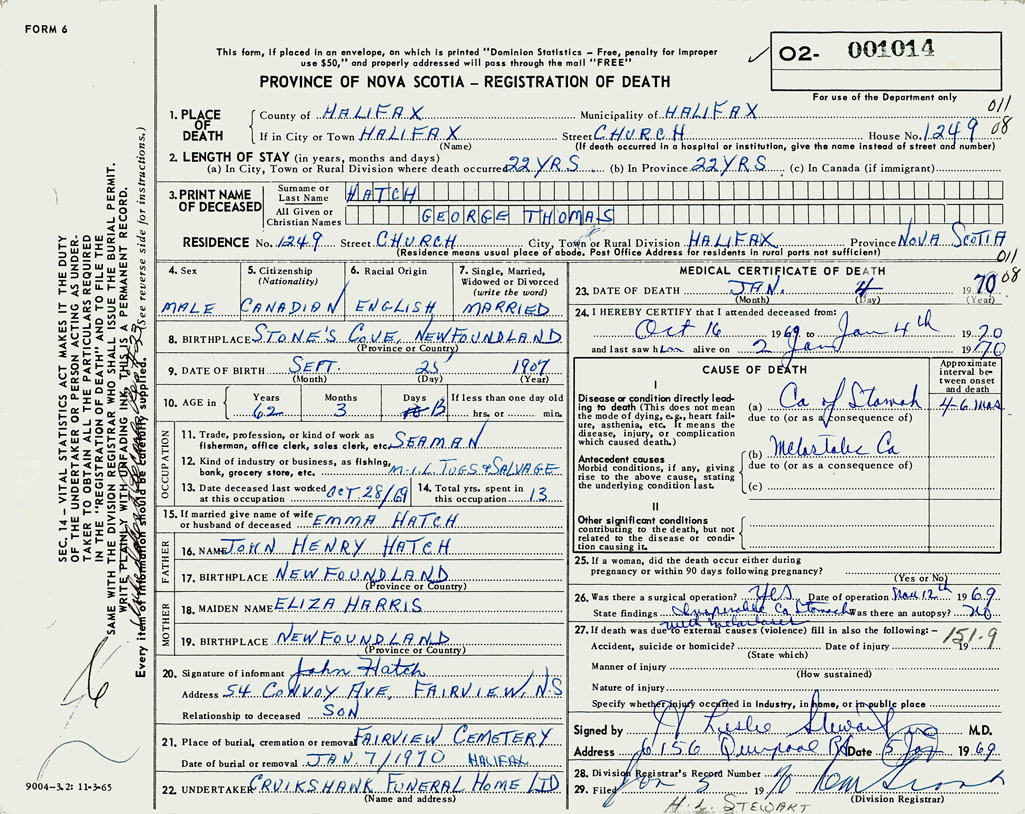 FORM 6
This form, if placed in an envelope, on which is printed "Dominion Statistics – Free, penalty for improper
use $50," and properly addressed will pass through the mail "FREE"
PROVINCE OF NOVA SCOTIA – REGISTRATION OF DEATH
O2- 001014
For use of the Department only
011
08
1. PLACE OF DEATH
County of HALIFAX Municipality of HALIFAX
If in City or Town HALIFAX Street CHURCH House No. 1249
(Name) (If death occurred in a hospital or institution, give the name instead of street and number)
2. LENGTH OF STAY (in years, months and days)
(a) In City, Town or Rural Division where death occurred 22 YRS (b) In Province 22 YRS (c) In Canada (if immigrant)
3. PRINT NAME OF DECEASED
Surname or Last Name HATCH
All Given or Christian Names GEORGE THOMAS
RESIDENCE No. 1249 Street CHURCH City, Town or Rural Division HALIFAX Province NOVA SCOTIA
(Residence means usual place of abode. Post Office Address for residents in rural parts not sufficient)
011
08
4. Sex
MALE
5. Citizenship (Nationality)
CANADIAN
6. Racial Origin
ENGLISH
7. Single, Married, Widowed or Divorced (write the word)
MARRIED
8. BIRTHPLACE STONE'S COVE, NEWFOUNDLAND
(Province or Country)
9. DATE OF BIRTH SEPT. 25 1907
(Month) (Day) (Year)
10. AGE in Years 62 Months 3 Days 13 If less than one day old hrs. or min.
OCCUPATION
11. Trade, profession, or kind of work as fisherman, office clerk, sales clerk, etc. SEAMAN
12. Kind of industry or business, as fishing, bank, grocery store, etc. M.I.L TUGS & SALVAGE
13. Date deceased last worked at this occupation OCT 28/69
14. Total yrs. spent in this occupation 13
15. If married give name of wife or husband of deceased EMMA HATCH
FATHER
16. NAME JOHN HENRY HATCH
17. BIRTHPLACE NEWFOUNDLAND
(Province or Country)
MOTHER
18. MAIDEN NAME ELIZA HARRIS
19. BIRTHPLACE NEWFOUNDLAND
(Province or Country)
20. Signature of informant John Hatch
Address 54 CONVOY AVE, FAIRVIEW, N.S
Relationship to deceased SON
21. Place of burial, cremation or removal FAIRVIEW CEMETERY
Date of burial or removal JAN. 7/1970 HALIFAX
22. UNDERTAKER CRUIKSHANK FUNERAL HOME LTD
(Name and address)
MEDICAL CERTIFICATE OF DEATH
23. DATE OF DEATH JAN. 4 1970
(Month) (Day) (Year)
24. I HEREBY CERTIFY that I attended deceased from:
Oct 16 1969 to Jan 4th 1970
and last saw him alive on 2 Jan 1970
CAUSE OF DEATH
Approximate interval between onset and death
I
Disease or condition directly leading to death (This does not mean the mode of dying, e.g., heart failure, asthenia, etc. It means the disease, injury, or complication which caused death.)
(a) Ca of Stomach 4-6 mos
due to (or as a consequence of)
Antecedent causes
Morbid conditions, if any, giving rise to the above cause, stating the underlying condition last.
(b) Metastatic Ca
due to (or as a consequence of)
(c)
II
Other significant conditions
contributing to the death, but not related to the disease or condition causing it.
25. If a woman, did the death occur either during
pregnancy or within 90 days following pregnancy?
(Yes or No)
26. Was there a surgical operation? Yes Date of operation Nov 12th 1969
State findings Inoperable Ca Stomach Was there an autopsy? No
with metastases
27. If death was due to external causes (violence) fill in also the following:– 151.9
Accident, suicide or homicide? Date of injury 19
(State which)
Manner of injury
(How sustained)
Nature of injury
Specify whether injury occurred in industry, in home, or in public place
Signed by H Leslie Stewart M.D.
Address 6156 Quinpool Rd Date 5 Jan 1969
28. Division Registrar's Record Number
29. Filed Jan 5 1970
(Division Registrar)
H. L. STEWART
SEC. 14 – VITAL STATISTICS ACT MAKES IT THE DUTY
OF THE UNDERTAKER OR PERSON ACTING AS UNDERTAKER
TO OBTAIN ALL THE PARTICULARS REQUIRED
IN THE "REGISTRATION OF DEATH" AND TO FILE THE
SAME WITH THE DIVISION REGISTRAR WHO SHALL ISSUE THE BURIAL PERMIT.
WRITE PLAINLY WITH UNFADING INK, THIS IS A PERMANENT RECORD.
Every item of information should be carefully supplied. (See reverse side for instructions.)
9004-3.2: 11-3-65